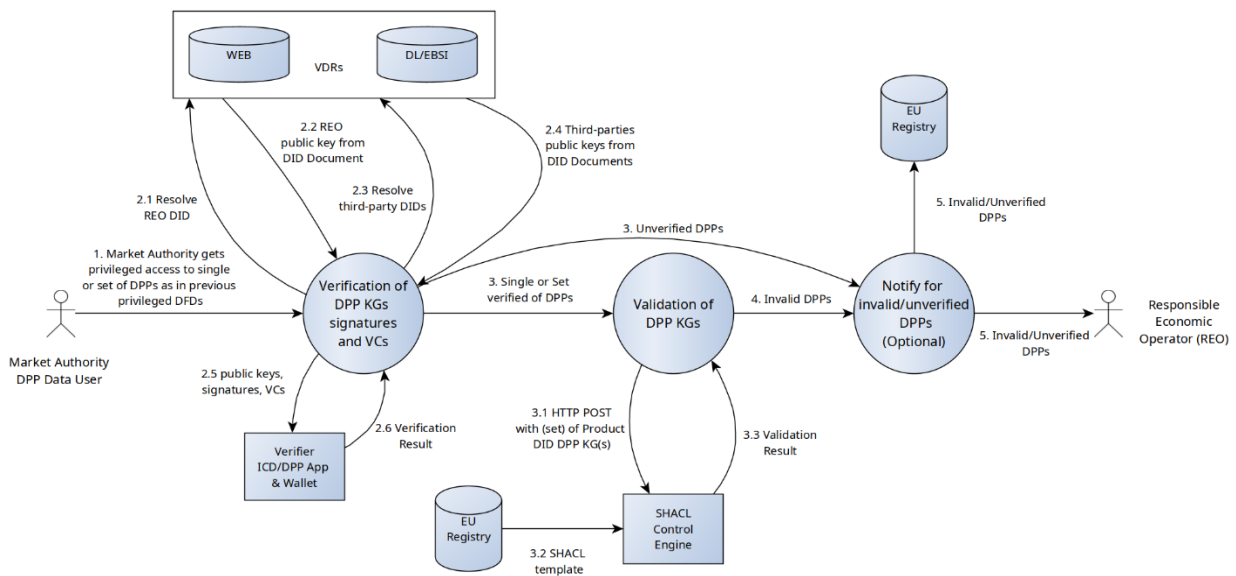 WEB
DL/EBSI
VDRs
2.2 REO
public key from
DID Document
2.4 Third-parties
public keys from
DID Documents
EU
Registry
2.1 Resolve
REO DID
2.3 Resolve
third-party DIDs
5. Invalid/Unverified
DPPs
1. Market Authority gets
privileged access to single
or set of DPPs as in previous
privileged DFDs
3. Unverified DPPs
Verification of
DPP KGs
signatures
and VCs
3. Single or Set
verified of DPPs
Validation of
DPP KGs
4. Invalid DPPs
Notify for
invalid/unverified
DPPs
(Optional)
5. Invalid/Unverified
DPPs
Responsible
Economic
Operator (REO)
Market Authority
DPP Data User
2.5 public keys,
signatures, VCs
2.6 Verification
Result
3.1 HTTP POST
with (set) of Product
DID DPP KG(s)
3.3 Validation
Result
Verifier
ICD/DPP App
& Wallet
EU
Registry
3.2 SHACL
template
SHACL
Control
Engine